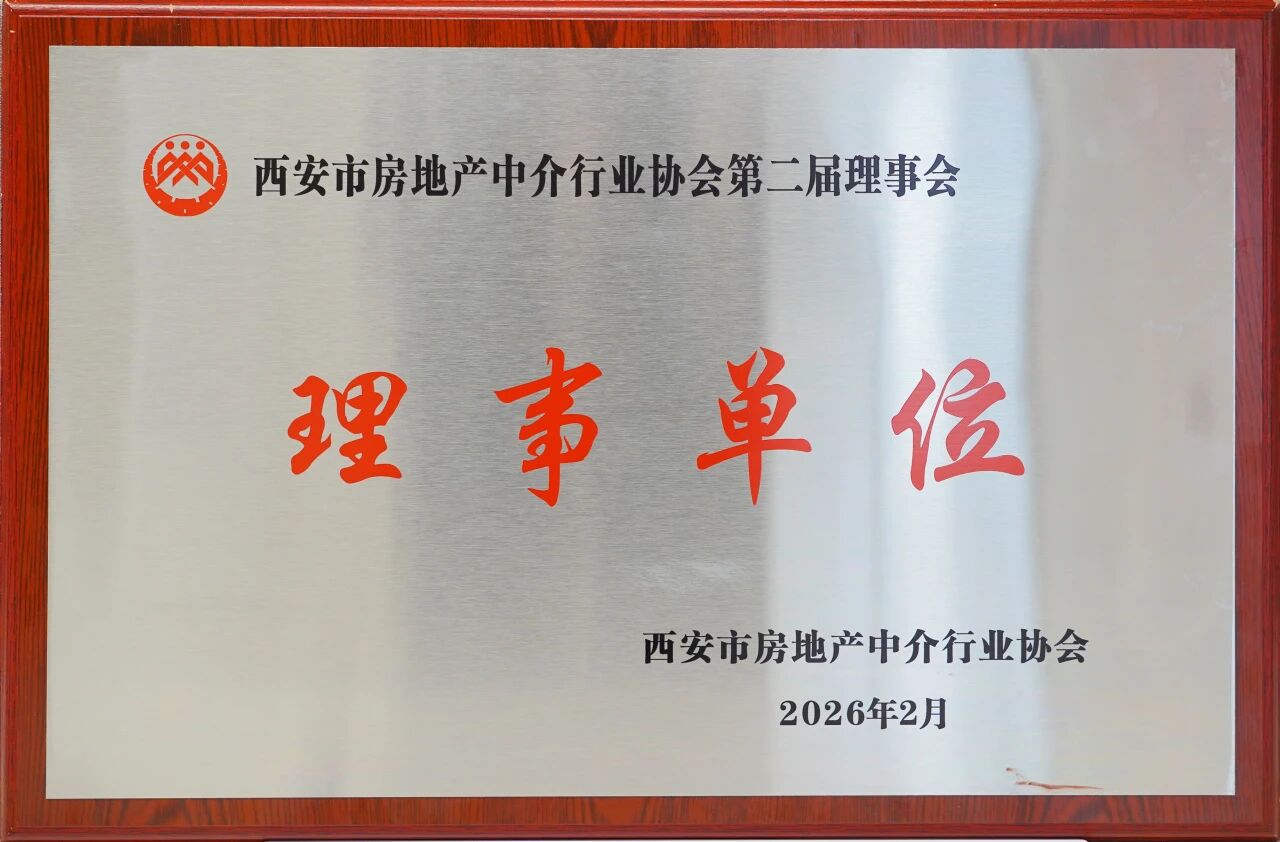 西安市房地产中介行业协会第二届理事会
理事单位
西安市房地产中介行业协会
2026年2月